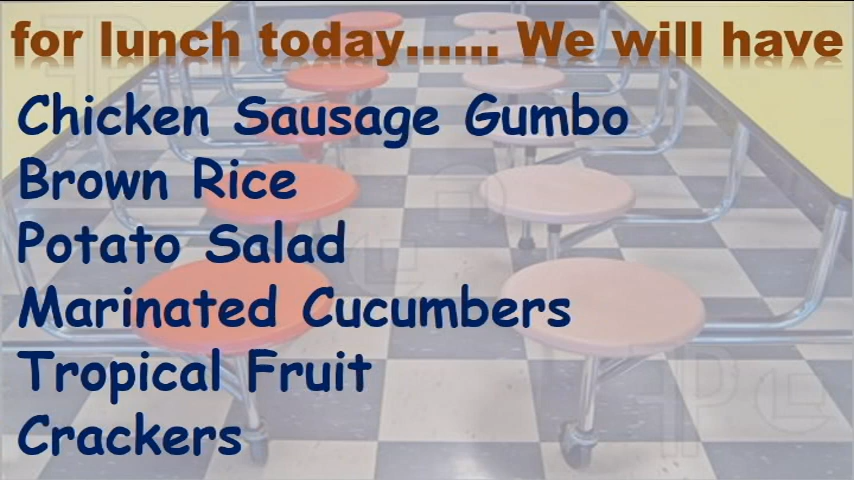 for lunch today...... We will have
Chicken Sausage Gumbo
Brown Rice
Potato Salad
Marinated Cucumbers
Tropical Fruit
Crackers